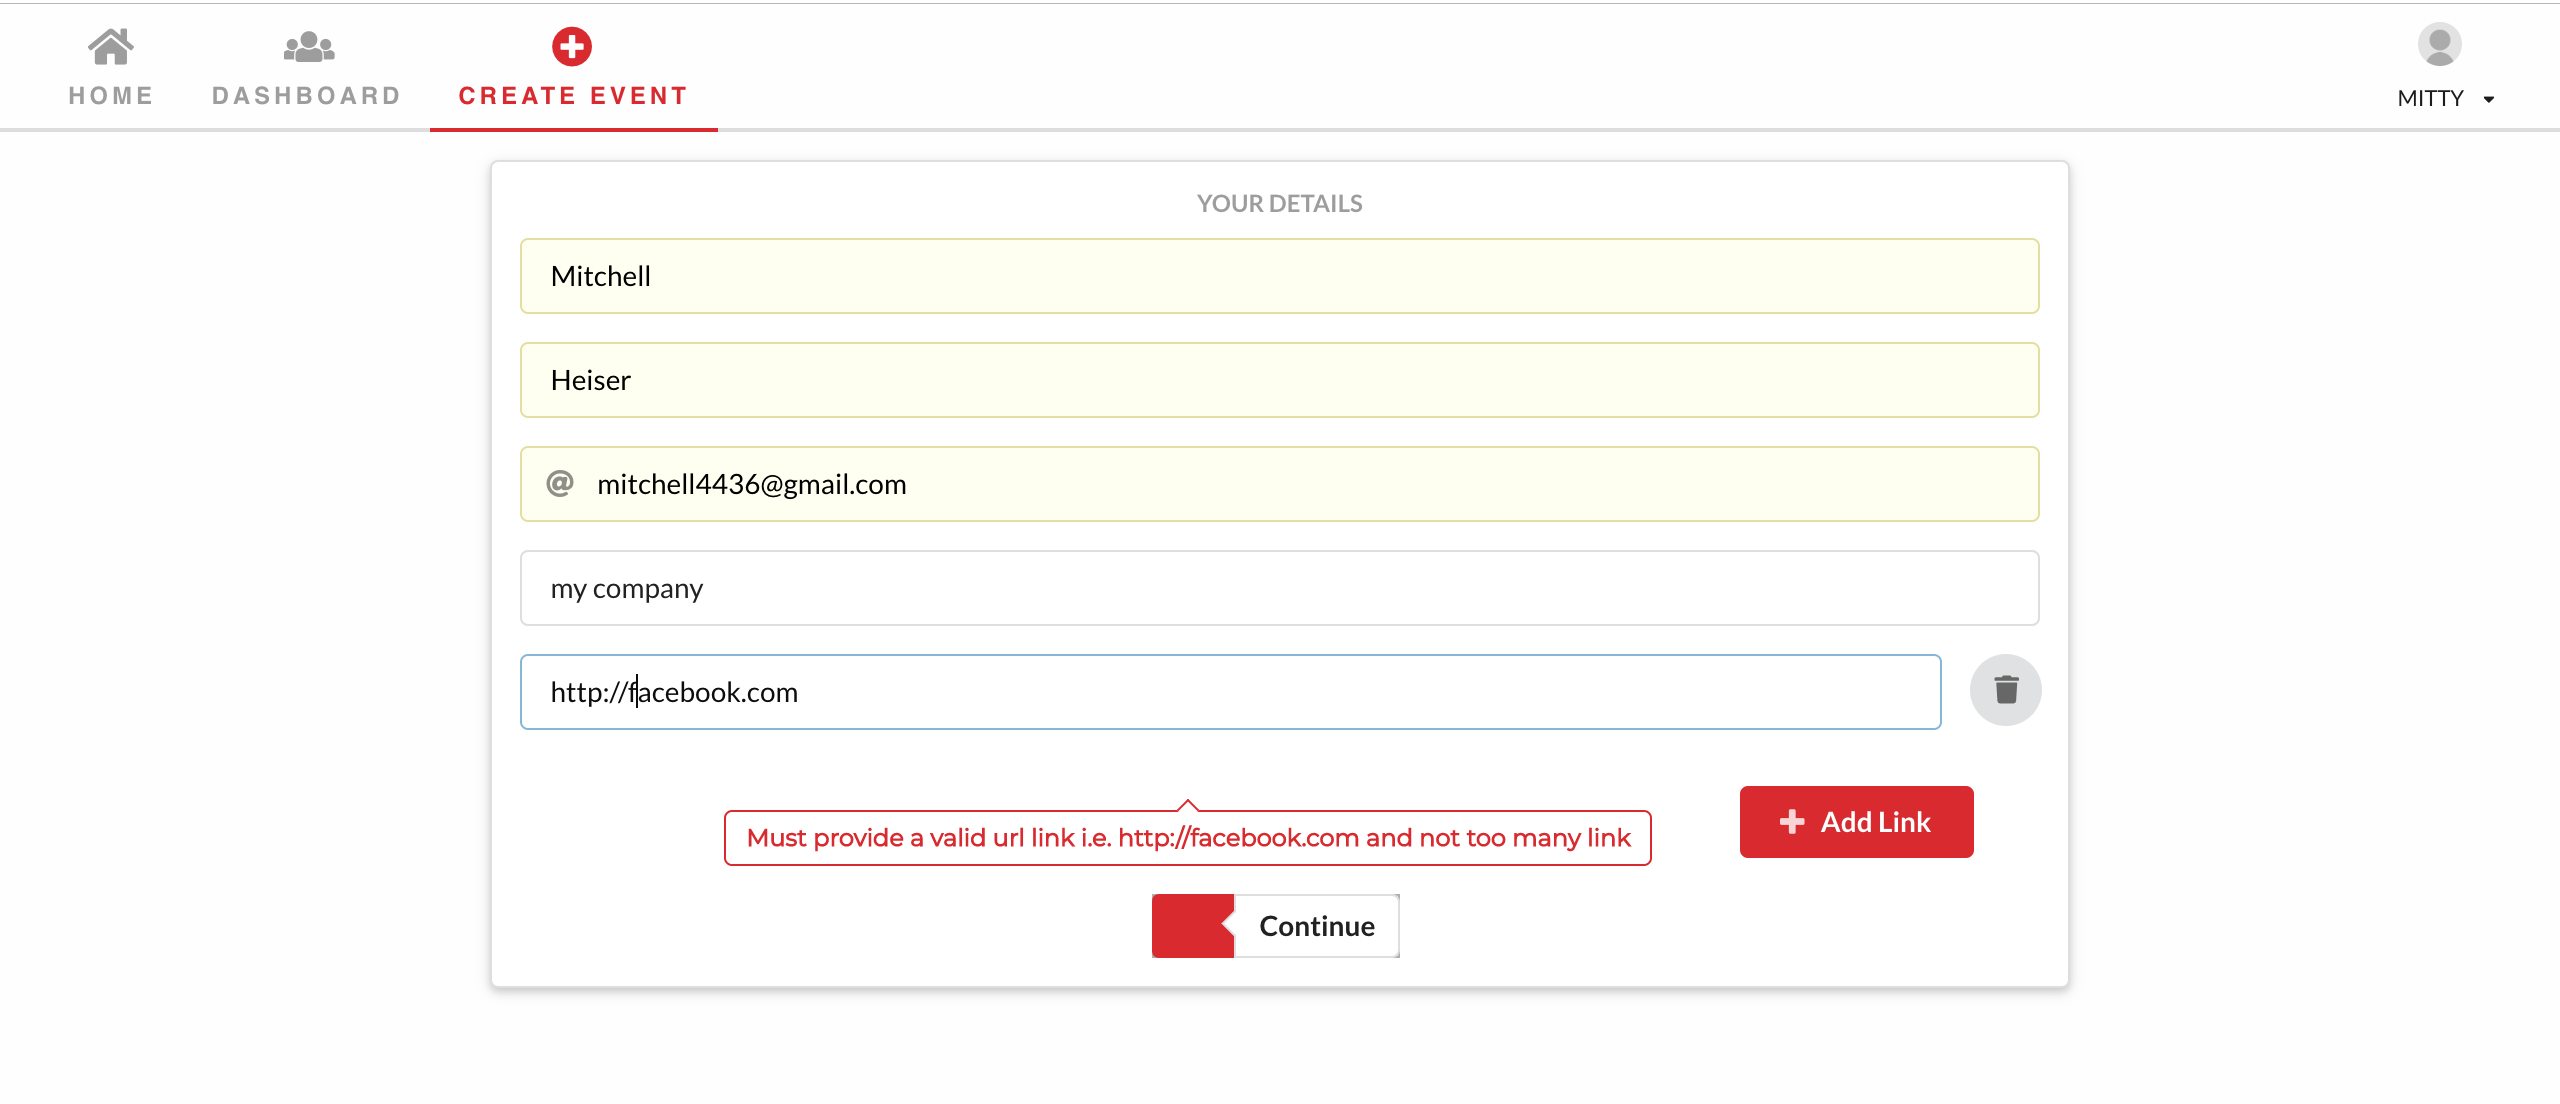 HOME
DASHBOARD
CREATE EVENT
MITTY
YOUR DETAILS
Mitchell
Heiser
@ mitchell4436@gmail.com
my company
http://facebook.com
Must provide a valid url link i.e. http://facebook.com and not too many link
Add Link
Continue